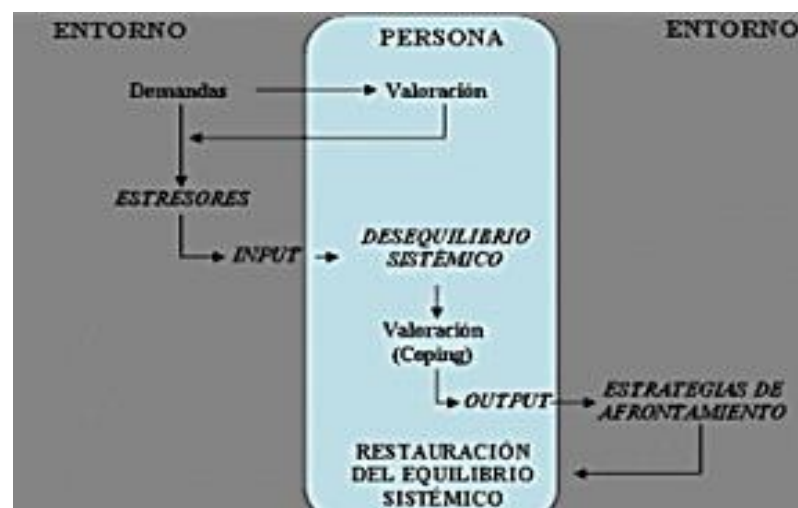 ENTORNO
PERSONA
ENTORNO
Demandas
Valoración
ESTRESORES
INPUT
DESEQUILIBRIO
SISTÉMICO
Valoración
(Coping)
OUTPUT
ESTRATEGIAS DE
AFRONTAMIENTO
RESTAURACIÓN
DEL EQUILIBRIO
SISTÉMICO